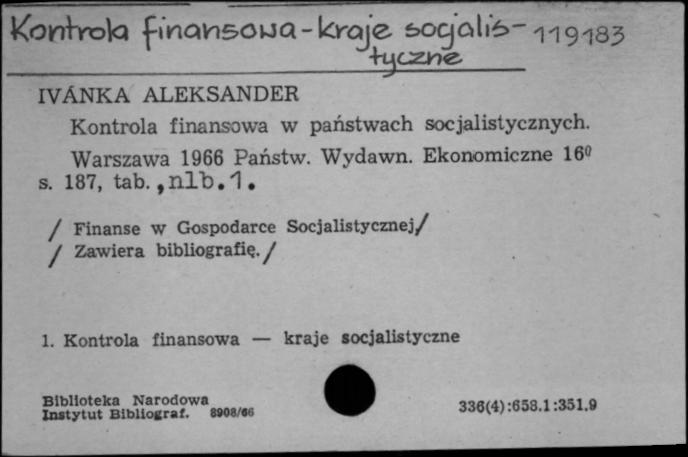 Kontrola finansowa - kraje socjalis-
tyczne
119183
IVÁNKA ALEKSANDER
Kontrola finansowa w państwach socjalistycznych.
Warszawa 1966 Państw. Wydawn. Ekonomiczne 16º
s. 187, tab., nlb.1.
/ Finanse w Gospodarce Socjalistycznej/
/ Zawiera bibliografię./
1. Kontrola finansowa — kraje socjalistyczne
Biblioteka Narodowa
Instytut Bibliograf. 8908/66
336(4):658.1:351.9